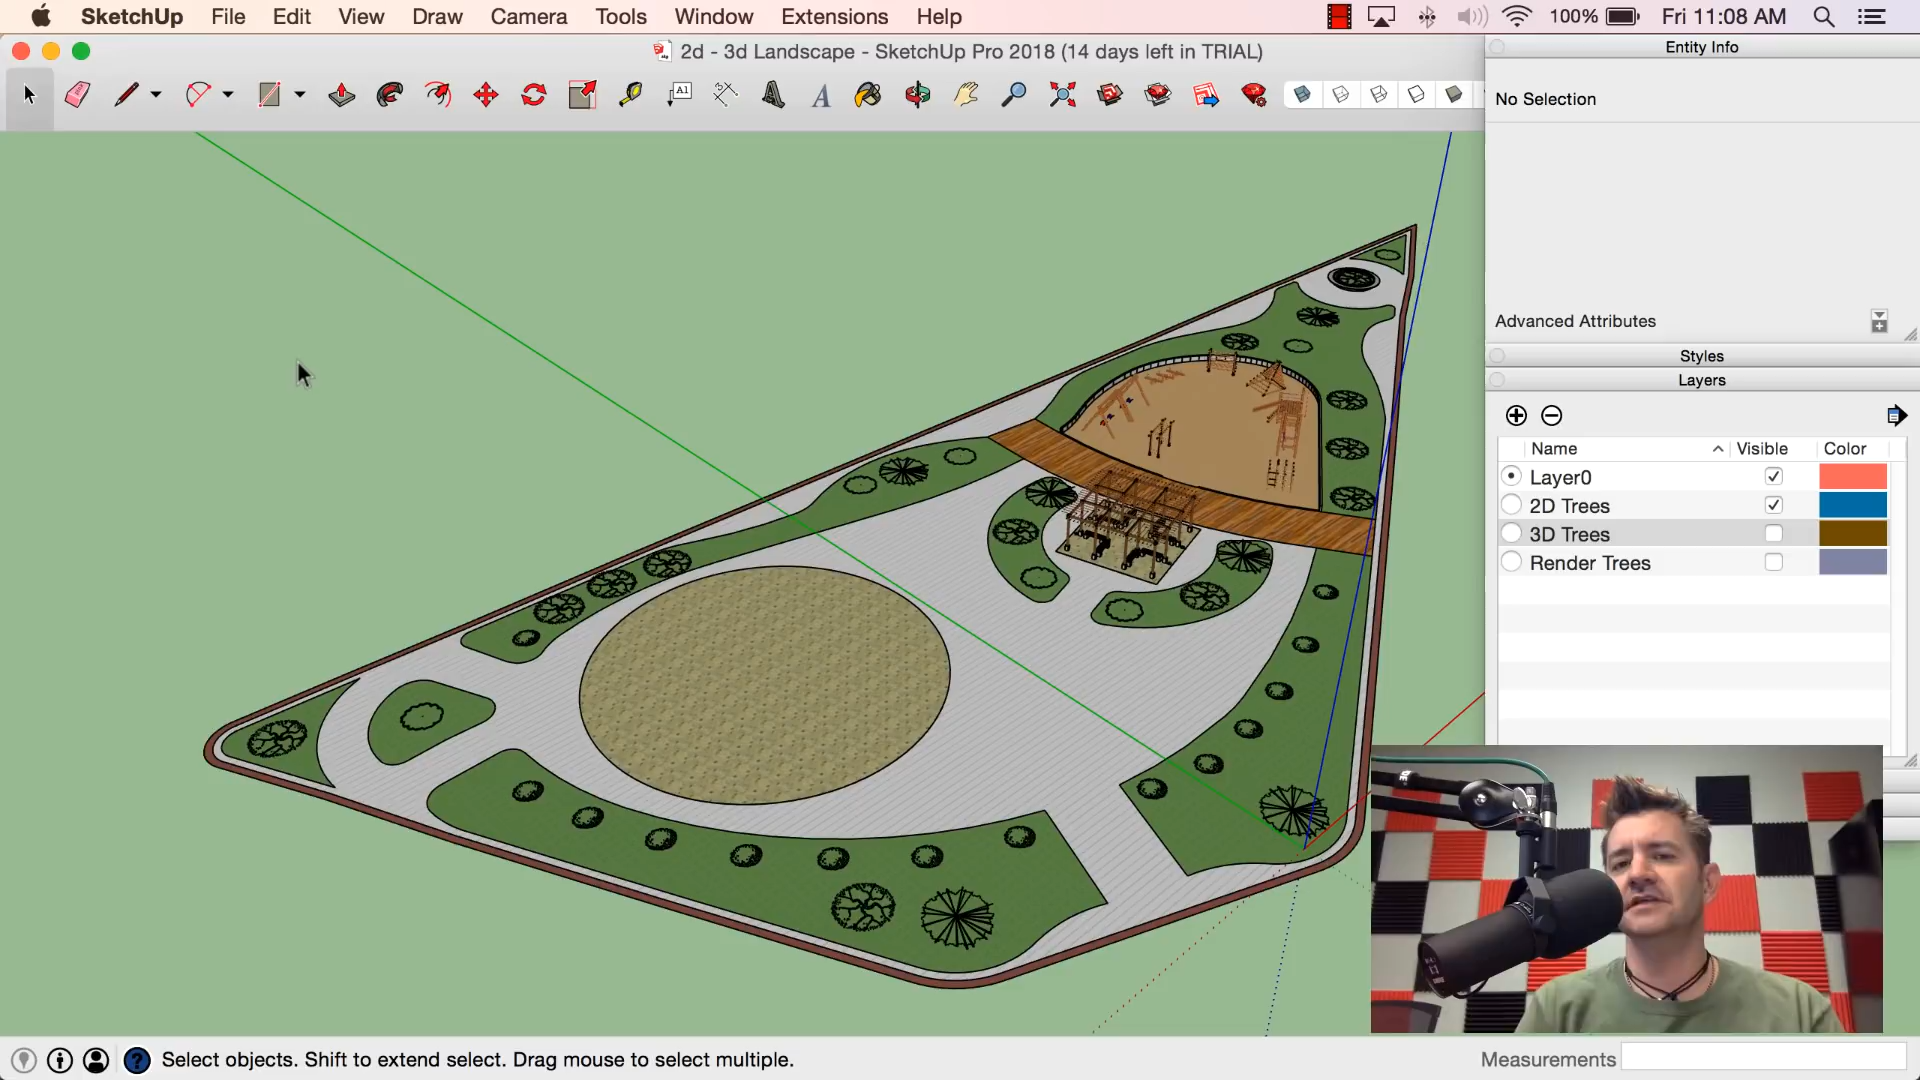 SketchUp File Edit View Draw Camera Tools Window Extensions Help 100% Fri 11:08 AM
2d - 3d Landscape - SketchUp Pro 2018 (14 days left in TRIAL)
Entity Info
A1 A
No Selection
Advanced Attributes
Styles
Layers
Name Visible Color
Layer0
2D Trees
3D Trees
Render Trees
Select objects. Shift to extend select. Drag mouse to select multiple.
Measurements